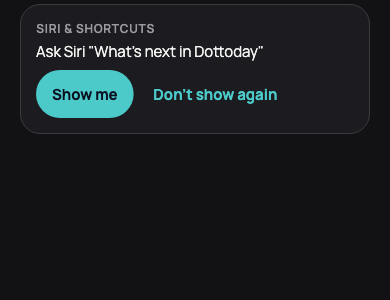 SIRI & SHORTCUTS
Ask Siri "What's next in Dottoday"
Show me
Don't show again